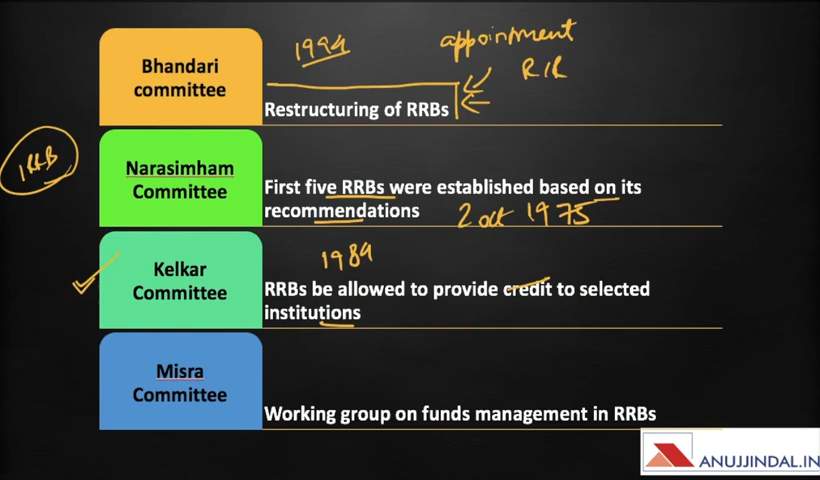 1994
appointment
Bhandari
committee
Restructuring of RRBs
RRB
Narasimham
Committee
First five RRBs were established based on its
recommendations
2 oct 1975
Kelkar
Committee
1984
RRBs be allowed to provide credit to selected
institutions
Misra
Committee
Working group on funds management in RRBs
ANUJJINDAL.IN